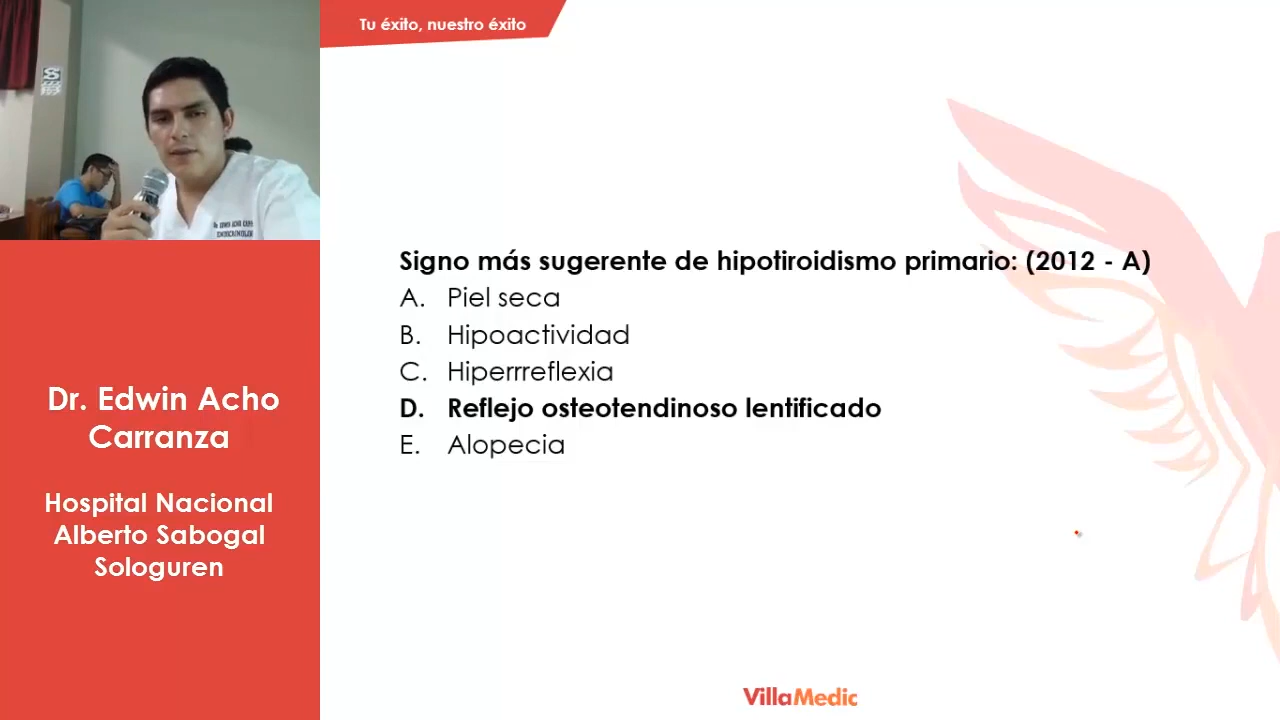 Tu éxito, nuestro éxito
Signo más sugerente de hipotiroidismo primario: (2012 - A)
A. Piel seca
B. Hipoactividad
C. Hiperrreflexia
D. Reflejo osteotendinoso lentificado
E. Alopecia
Dr. Edwin Acho
Carranza
Hospital Nacional
Alberto Sabogal
Sologuren
VillaMedic